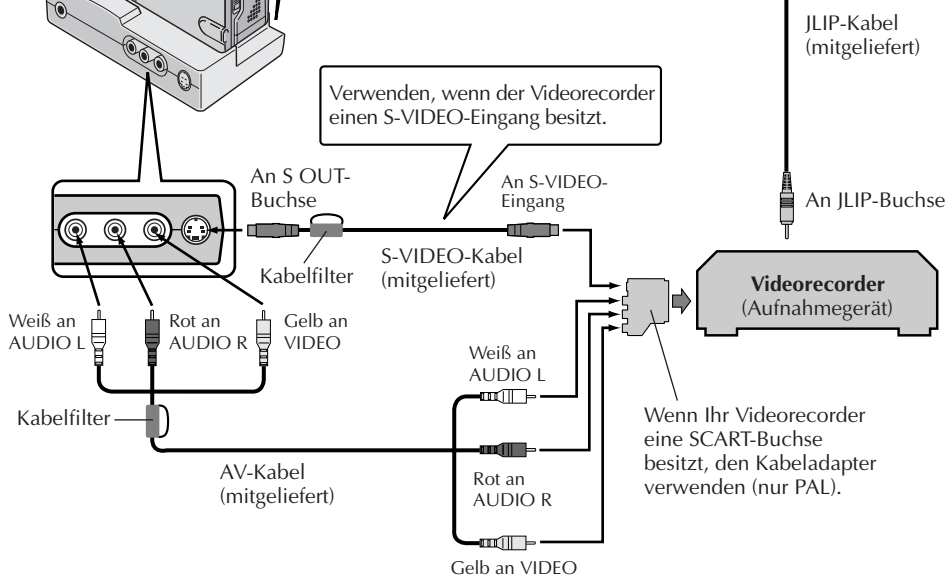 JLIP-Kabel
(mitgeliefert)
Verwenden, wenn der Videorecorder
einen S-VIDEO-Eingang besitzt.
An S OUT-
Buchse
An S-VIDEO-
Eingang
An JLIP-Buchse
Kabelfilter
S-VIDEO-Kabel
(mitgeliefert)
Videorecorder
(Aufnahmegerät)
Weiß an
AUDIO L
Rot an
AUDIO R
Gelb an
VIDEO
Weiß an
AUDIO L
Kabelfilter
Wenn Ihr Videorecorder
eine SCART-Buchse
besitzt, den Kabeladapter
verwenden (nur PAL).
AV-Kabel
(mitgeliefert)
Rot an
AUDIO R
Gelb an VIDEO